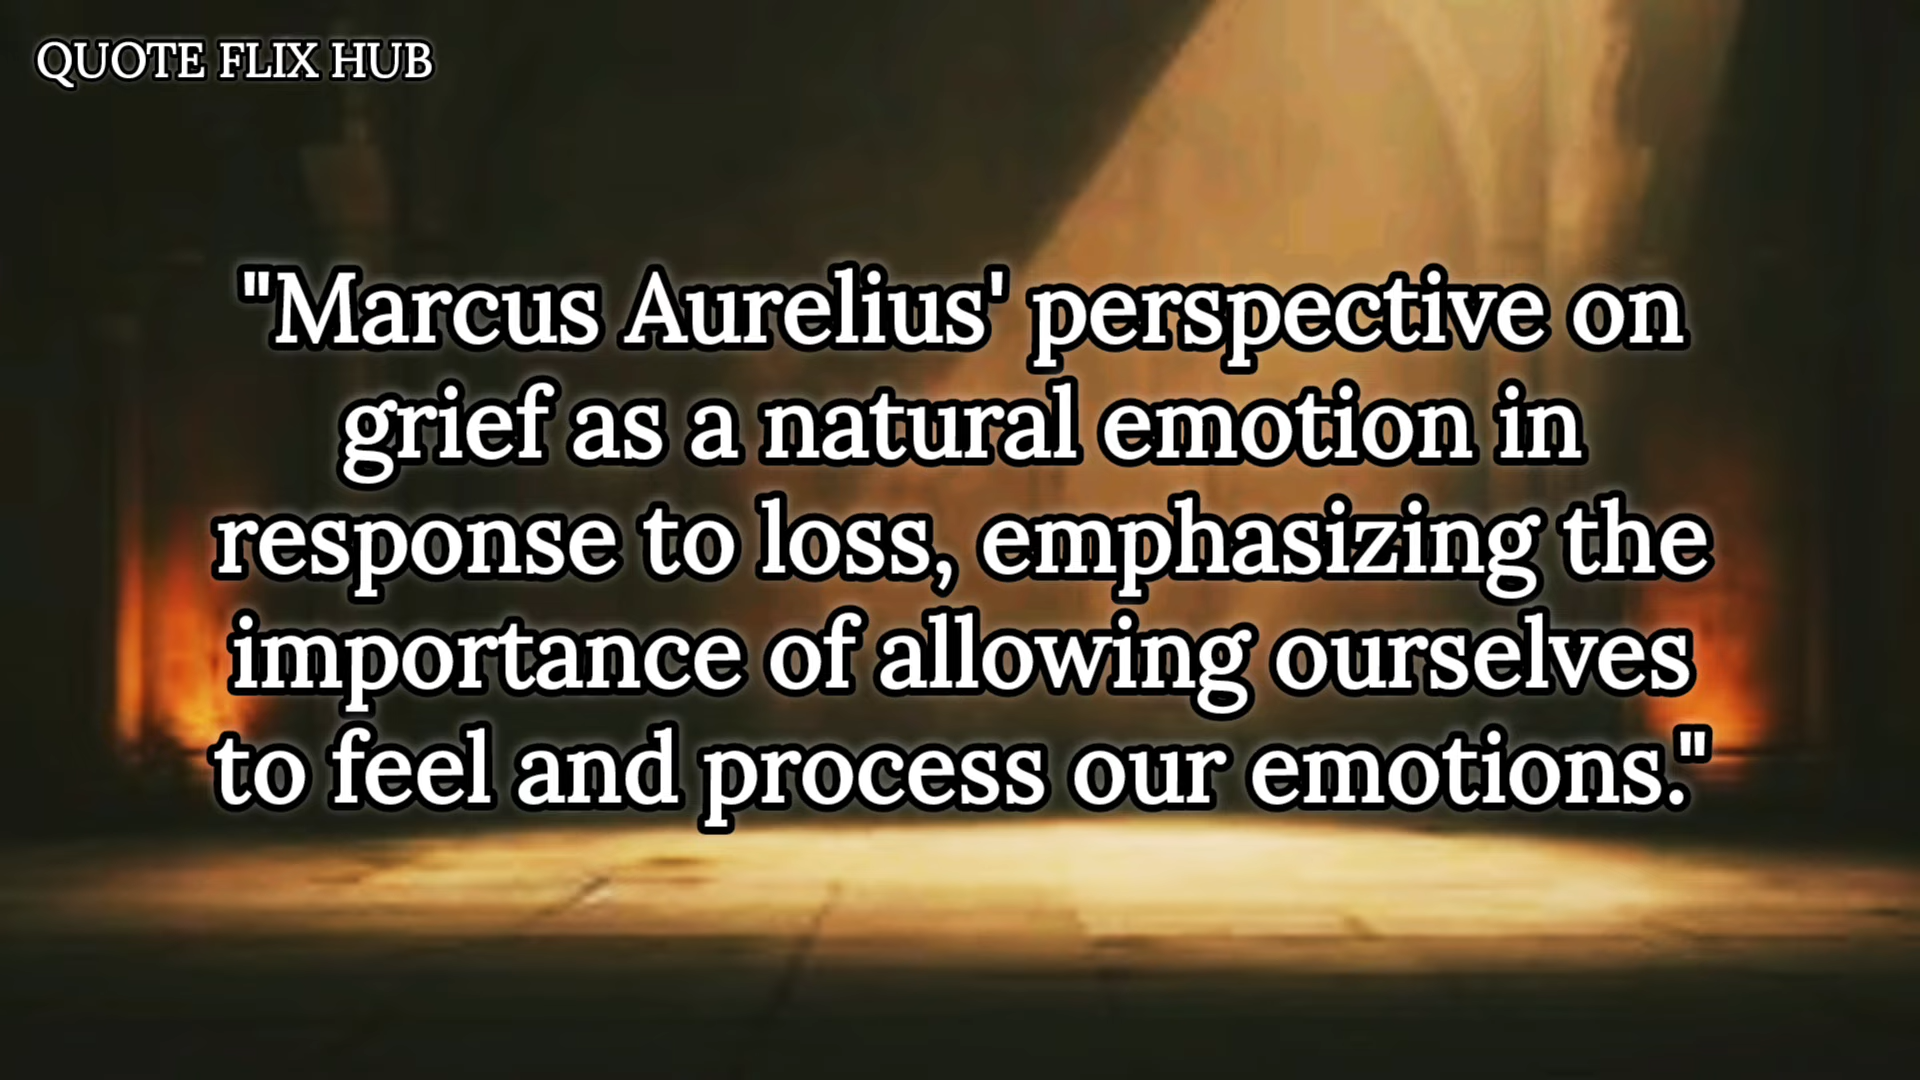 QUOTE FLIX HUB
"Marcus Aurelius' perspective on
grief as a natural emotion in
response to loss, emphasizing the
importance of allowing ourselves
to feel and process our emotions."